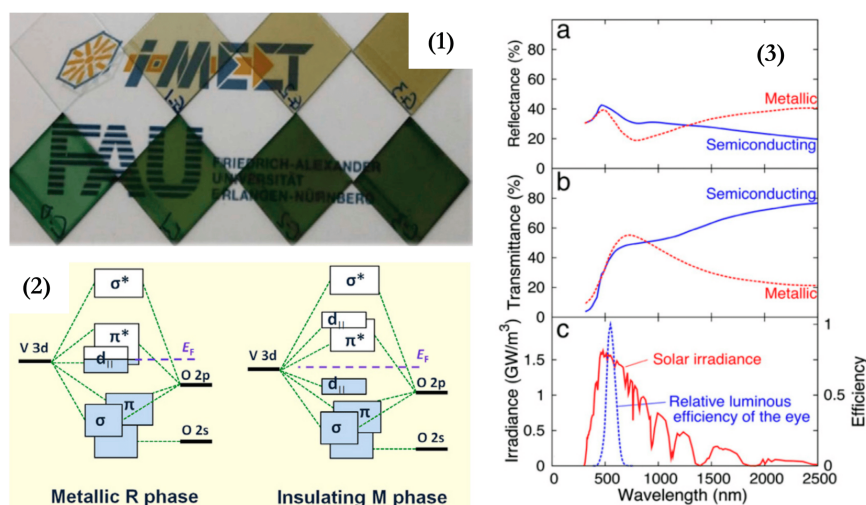 (1)
i-MEET
FAU
FRIEDRICH-ALEXANDER
UNIVERSITÄT
ERLANGEN-NÜRNBERG
(2)
σ*
π*
d||
E_F
V 3d
O 2p
π
σ
O 2s
Metallic R phase
σ*
d||
π*
E_F
V 3d
d||
O 2p
π
σ
O 2s
Insulating M phase
(3)
a
Reflectance (%)
80
60
40
20
0
Metallic
Semiconducting
b
Transmittance (%)
80
60
40
20
0
Semiconducting
Metallic
c
Irradiance (GW/m³)
1.5
1
0.5
0
Solar irradiance
Relative luminous
efficiency of the eye
1
0.5
0
Efficiency
500 1000 1500 2000 2500
Wavelength (nm)